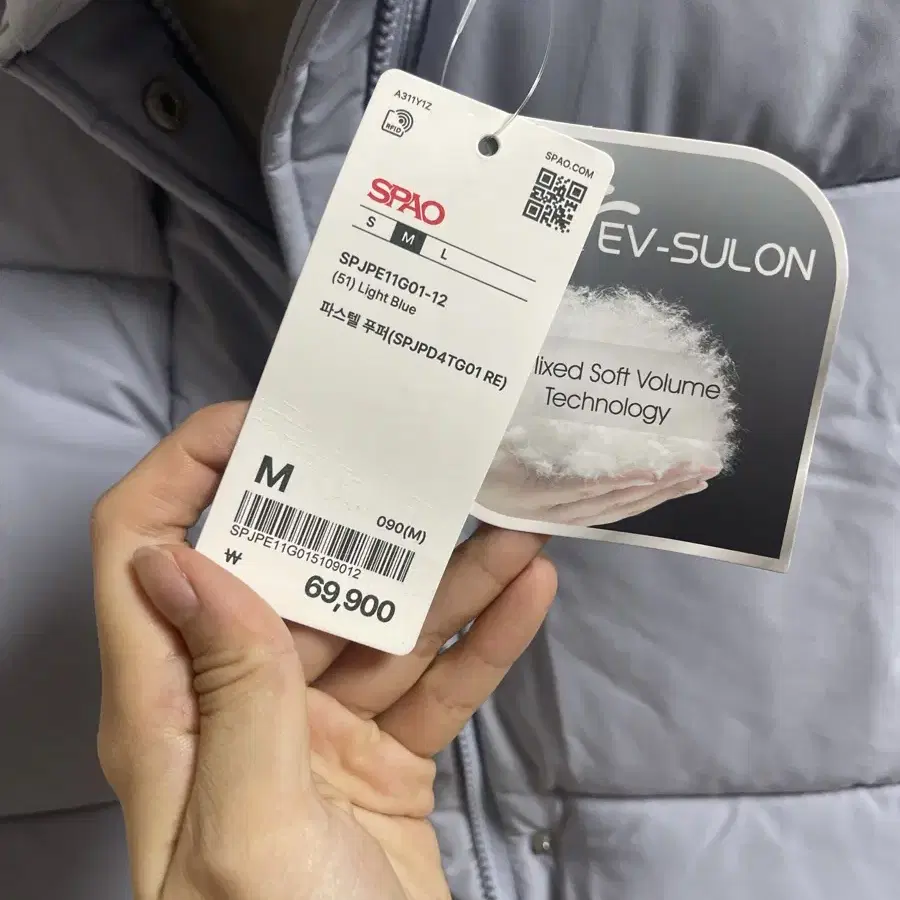 A311Y1Z
RFID
SPAO.COM
SPAO
S M L
SPJPE11G01-12
(51) Light Blue
파스텔 푸퍼(SPJPD4TG01 RE)
M
090(M)
SPJPE11G015109012
₩ 69,900
EV-SULON
ixed Soft Volume
Technology